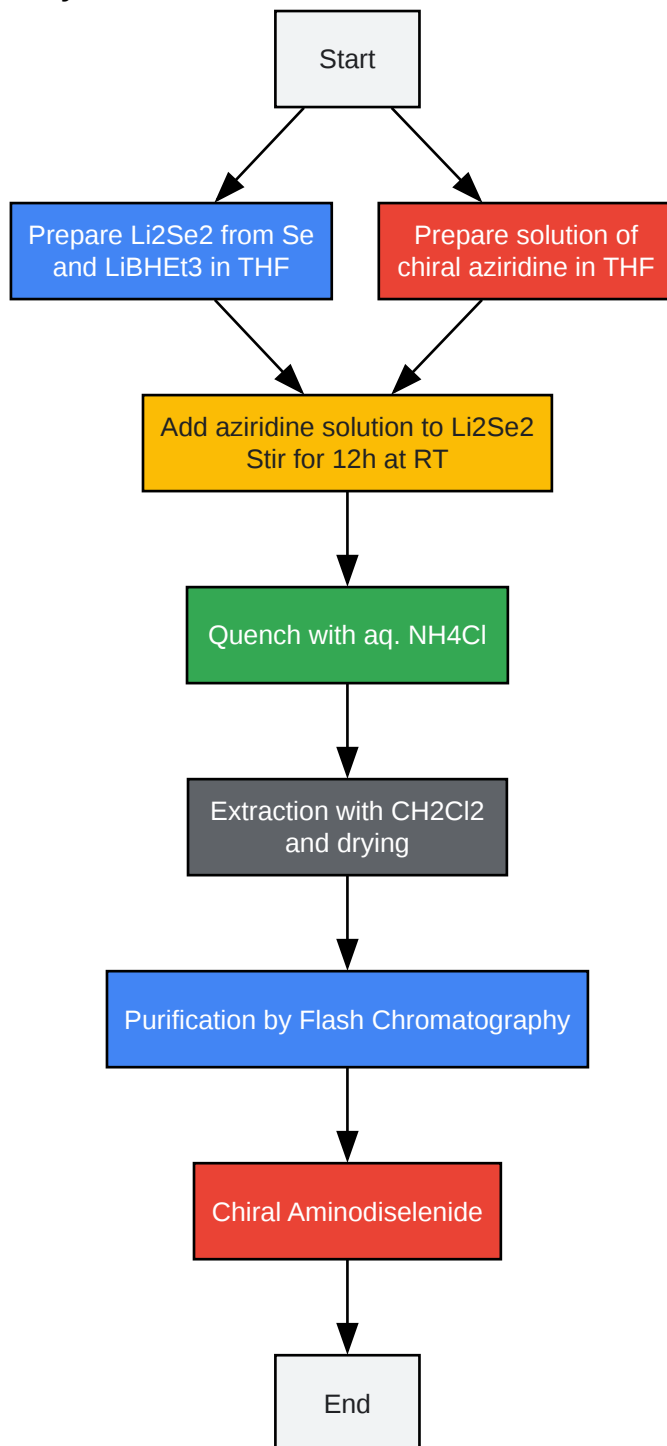 Start
Prepare Li2Se2 from Se
and LiBHEt3 in THF
Prepare solution of
chiral aziridine in THF
Add aziridine solution to Li2Se2
Stir for 12h at RT
Quench with aq. NH4Cl
Extraction with CH2Cl2
and drying
Purification by Flash Chromatography
Chiral Aminodiselenide
End